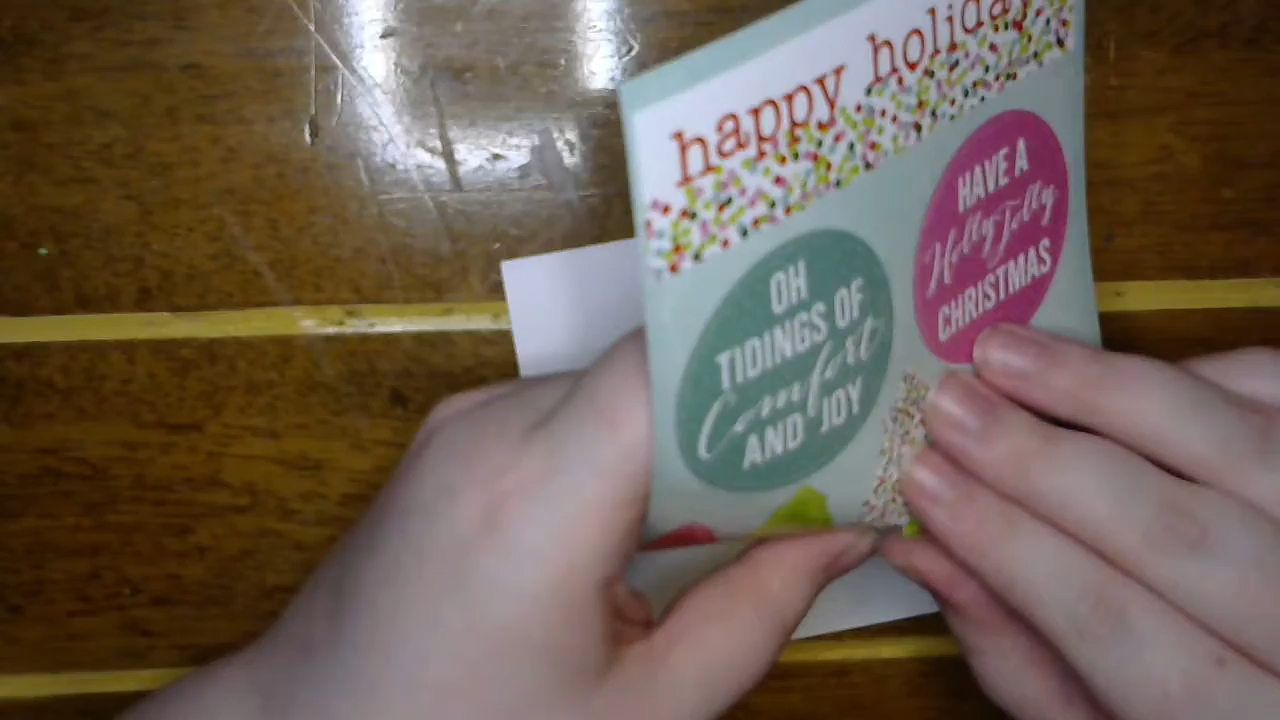 happy holiday
HAVE A
Holly Jolly
CHRISTMAS
OH
TIDINGS OF
Comfort
AND JOY